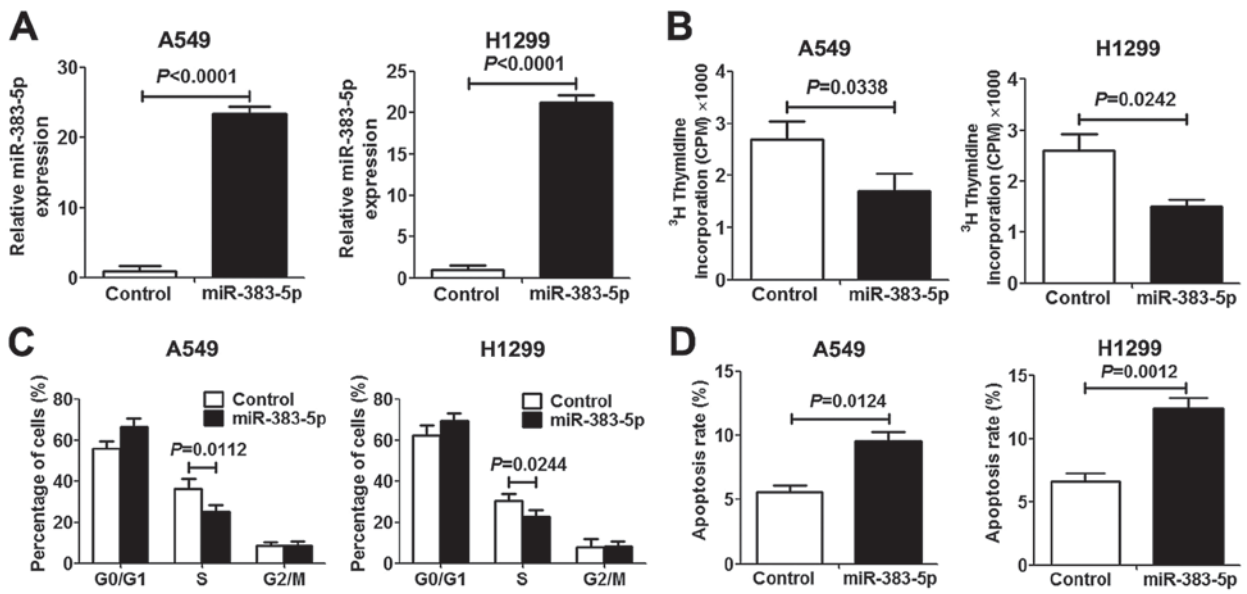 A
A549
P<0.0001
Relative miR-383-5p
expression
30
20
10
0
Control
miR-383-5p
H1299
P<0.0001
Relative miR-383-5p
expression
25
20
15
10
5
0
Control
miR-383-5p
B
A549
P=0.0338
³H Thymidine
Incorporation (CPM) ×1000
4
3
2
1
0
Control
miR-383-5p
H1299
P=0.0242
³H Thymidine
Incorporation (CPM) ×1000
4
3
2
1
0
Control
miR-383-5p
C
A549
Control
miR-383-5p
P=0.0112
Percentage of cells (%)
80
60
40
20
0
G0/G1
S
G2/M
H1299
Control
miR-383-5p
P=0.0244
Percentage of cells (%)
80
60
40
20
0
G0/G1
S
G2/M
D
A549
P=0.0124
Apoptosis rate (%)
15
10
5
0
Control
miR-383-5p
H1299
P=0.0012
Apoptosis rate (%)
15
10
5
0
Control
miR-383-5p